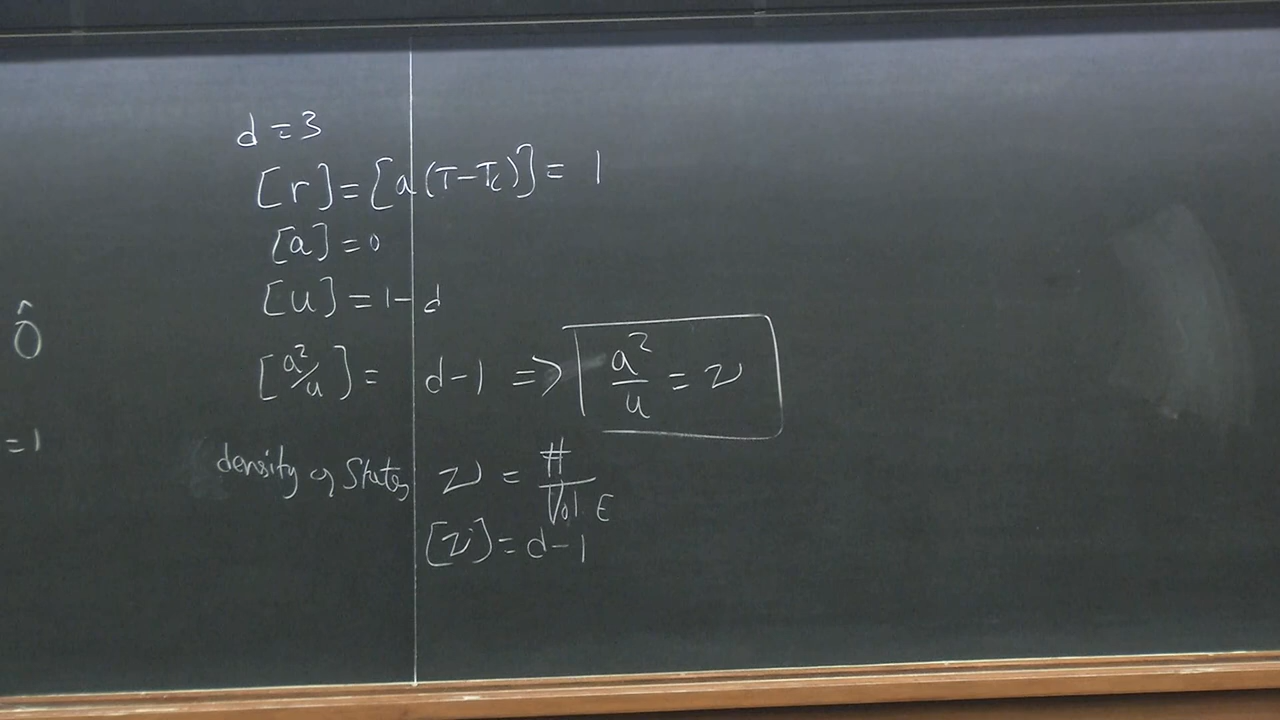 d = 3
[r] = [a(T-Tc)] = 1
[a] = 0
[u] = 1-d
Ô
[a²/u] = d-1 => a²/u = ν
= 1
density of states ν = #/Vol E
[ν] = d-1